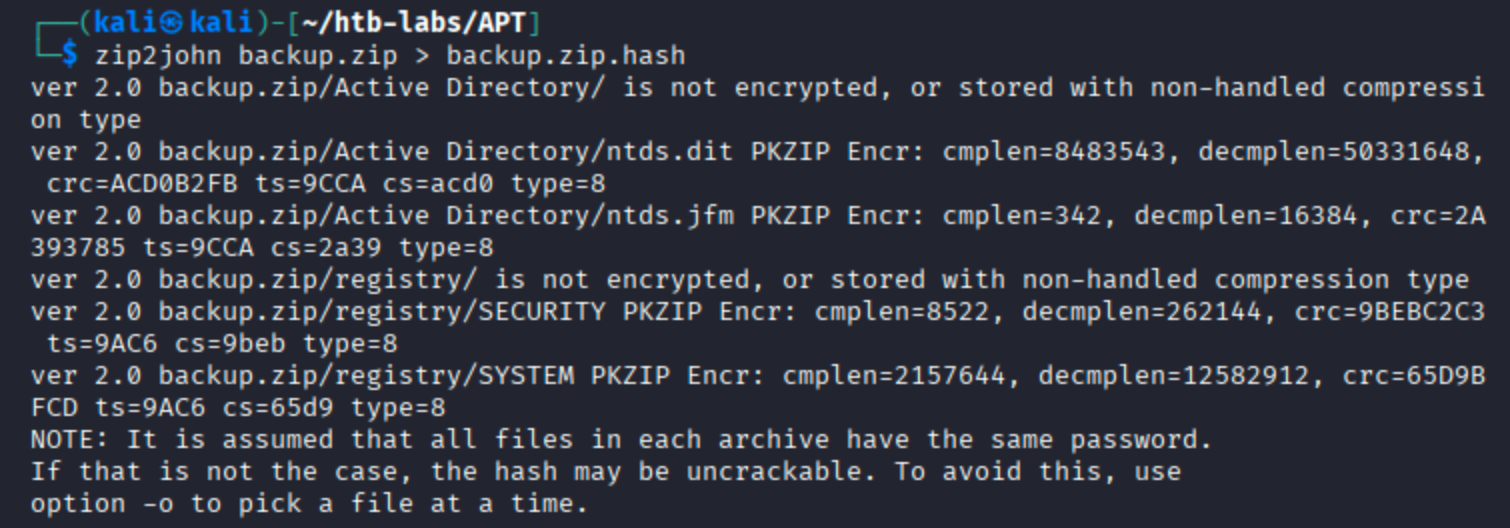 ┌──(kali㉿kali)-[~/htb-labs/APT]
└─$ zip2john backup.zip > backup.zip.hash
ver 2.0 backup.zip/Active Directory/ is not encrypted, or stored with non-handled compressi
on type
ver 2.0 backup.zip/Active Directory/ntds.dit PKZIP Encr: cmplen=8483543, decmplen=50331648,
 crc=ACD0B2FB ts=9CCA cs=acd0 type=8
ver 2.0 backup.zip/Active Directory/ntds.jfm PKZIP Encr: cmplen=342, decmplen=16384, crc=2A
393785 ts=9CCA cs=2a39 type=8
ver 2.0 backup.zip/registry/ is not encrypted, or stored with non-handled compression type
ver 2.0 backup.zip/registry/SECURITY PKZIP Encr: cmplen=8522, decmplen=262144, crc=9BEBC2C3
 ts=9AC6 cs=9beb type=8
ver 2.0 backup.zip/registry/SYSTEM PKZIP Encr: cmplen=2157644, decmplen=12582912, crc=65D9B
FCD ts=9AC6 cs=65d9 type=8
NOTE: It is assumed that all files in each archive have the same password.
If that is not the case, the hash may be uncrackable. To avoid this, use
option -o to pick a file at a time.